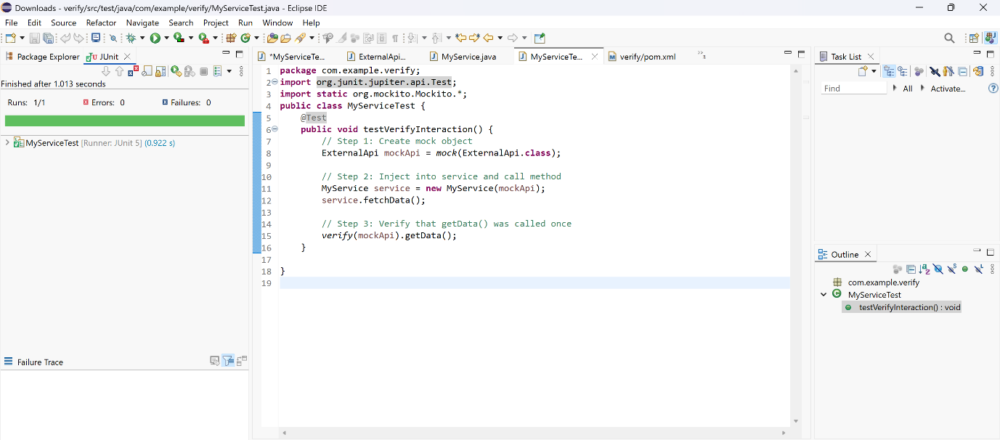 Downloads - verify/src/test/java/com/example/verify/MyServiceTest.java - Eclipse IDE
File Edit Source Refactor Navigate Search Project Run Window Help
Package Explorer JUnit
Finished after 1.013 seconds
Runs: 1/1 Errors: 0 Failures: 0
MyServiceTest [Runner: JUnit 5] (0.922 s)
Failure Trace
*MyServiceTe... ExternalApi.... MyService.java MyServiceTe... verify/pom.xml »3
1 package com.example.verify;
2 import org.junit.jupiter.api.Test;
3 import static org.mockito.Mockito.*;
4 public class MyServiceTest {
5 @Test
6 public void testVerifyInteraction() {
7 // Step 1: Create mock object
8 ExternalApi mockApi = mock(ExternalApi.class);
9
10 // Step 2: Inject into service and call method
11 MyService service = new MyService(mockApi);
12 service.fetchData();
13
14 // Step 3: Verify that getData() was called once
15 verify(mockApi).getData();
16 }
17
18 }
19
Task List
Find All Activate...
Outline
com.example.verify
MyServiceTest
testVerifyInteraction() : void